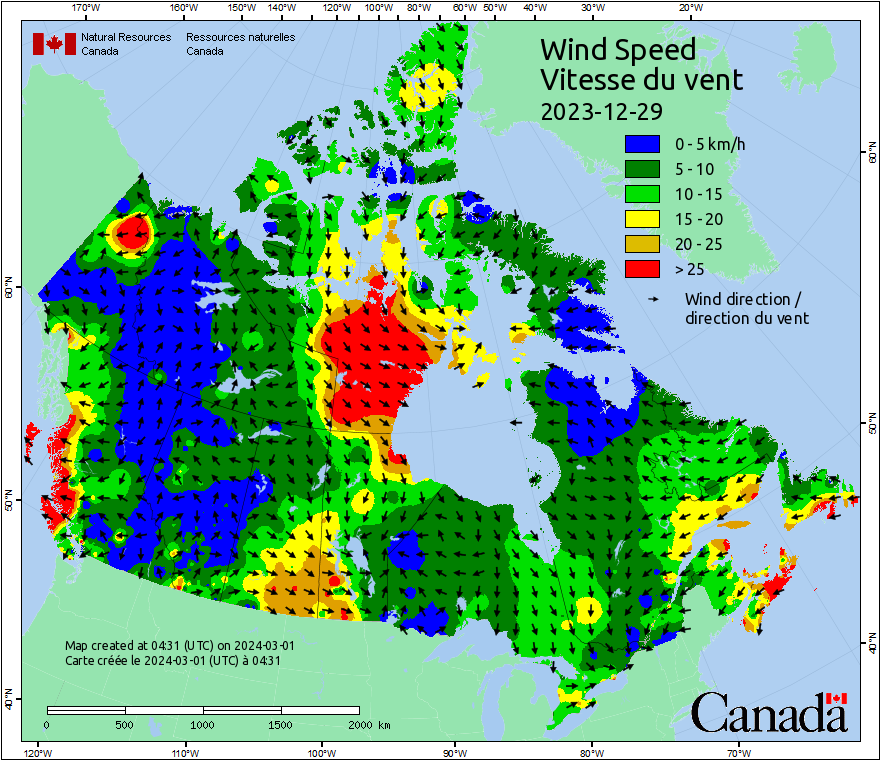 170°W 160°W 150°W 140°W 120°W 100°W 80°W 60°W 50°W 40°W 30°W 20°W
Natural Resources Canada
Ressources naturelles Canada
Wind Speed
Vitesse du vent
2023-12-29
0 - 5 km/h
5 - 10
10 - 15
15 - 20
20 - 25
> 25
Wind direction /
direction du vent
60°N
50°N
40°N
60°N
50°N
40°N
Map created at 04:31 (UTC) on 2024-03-01
Carte créée le 2024-03-01 (UTC) à 04:31
0 500 1000 1500 2000 km
Canada
120°W 110°W 100°W 90°W 80°W 70°W